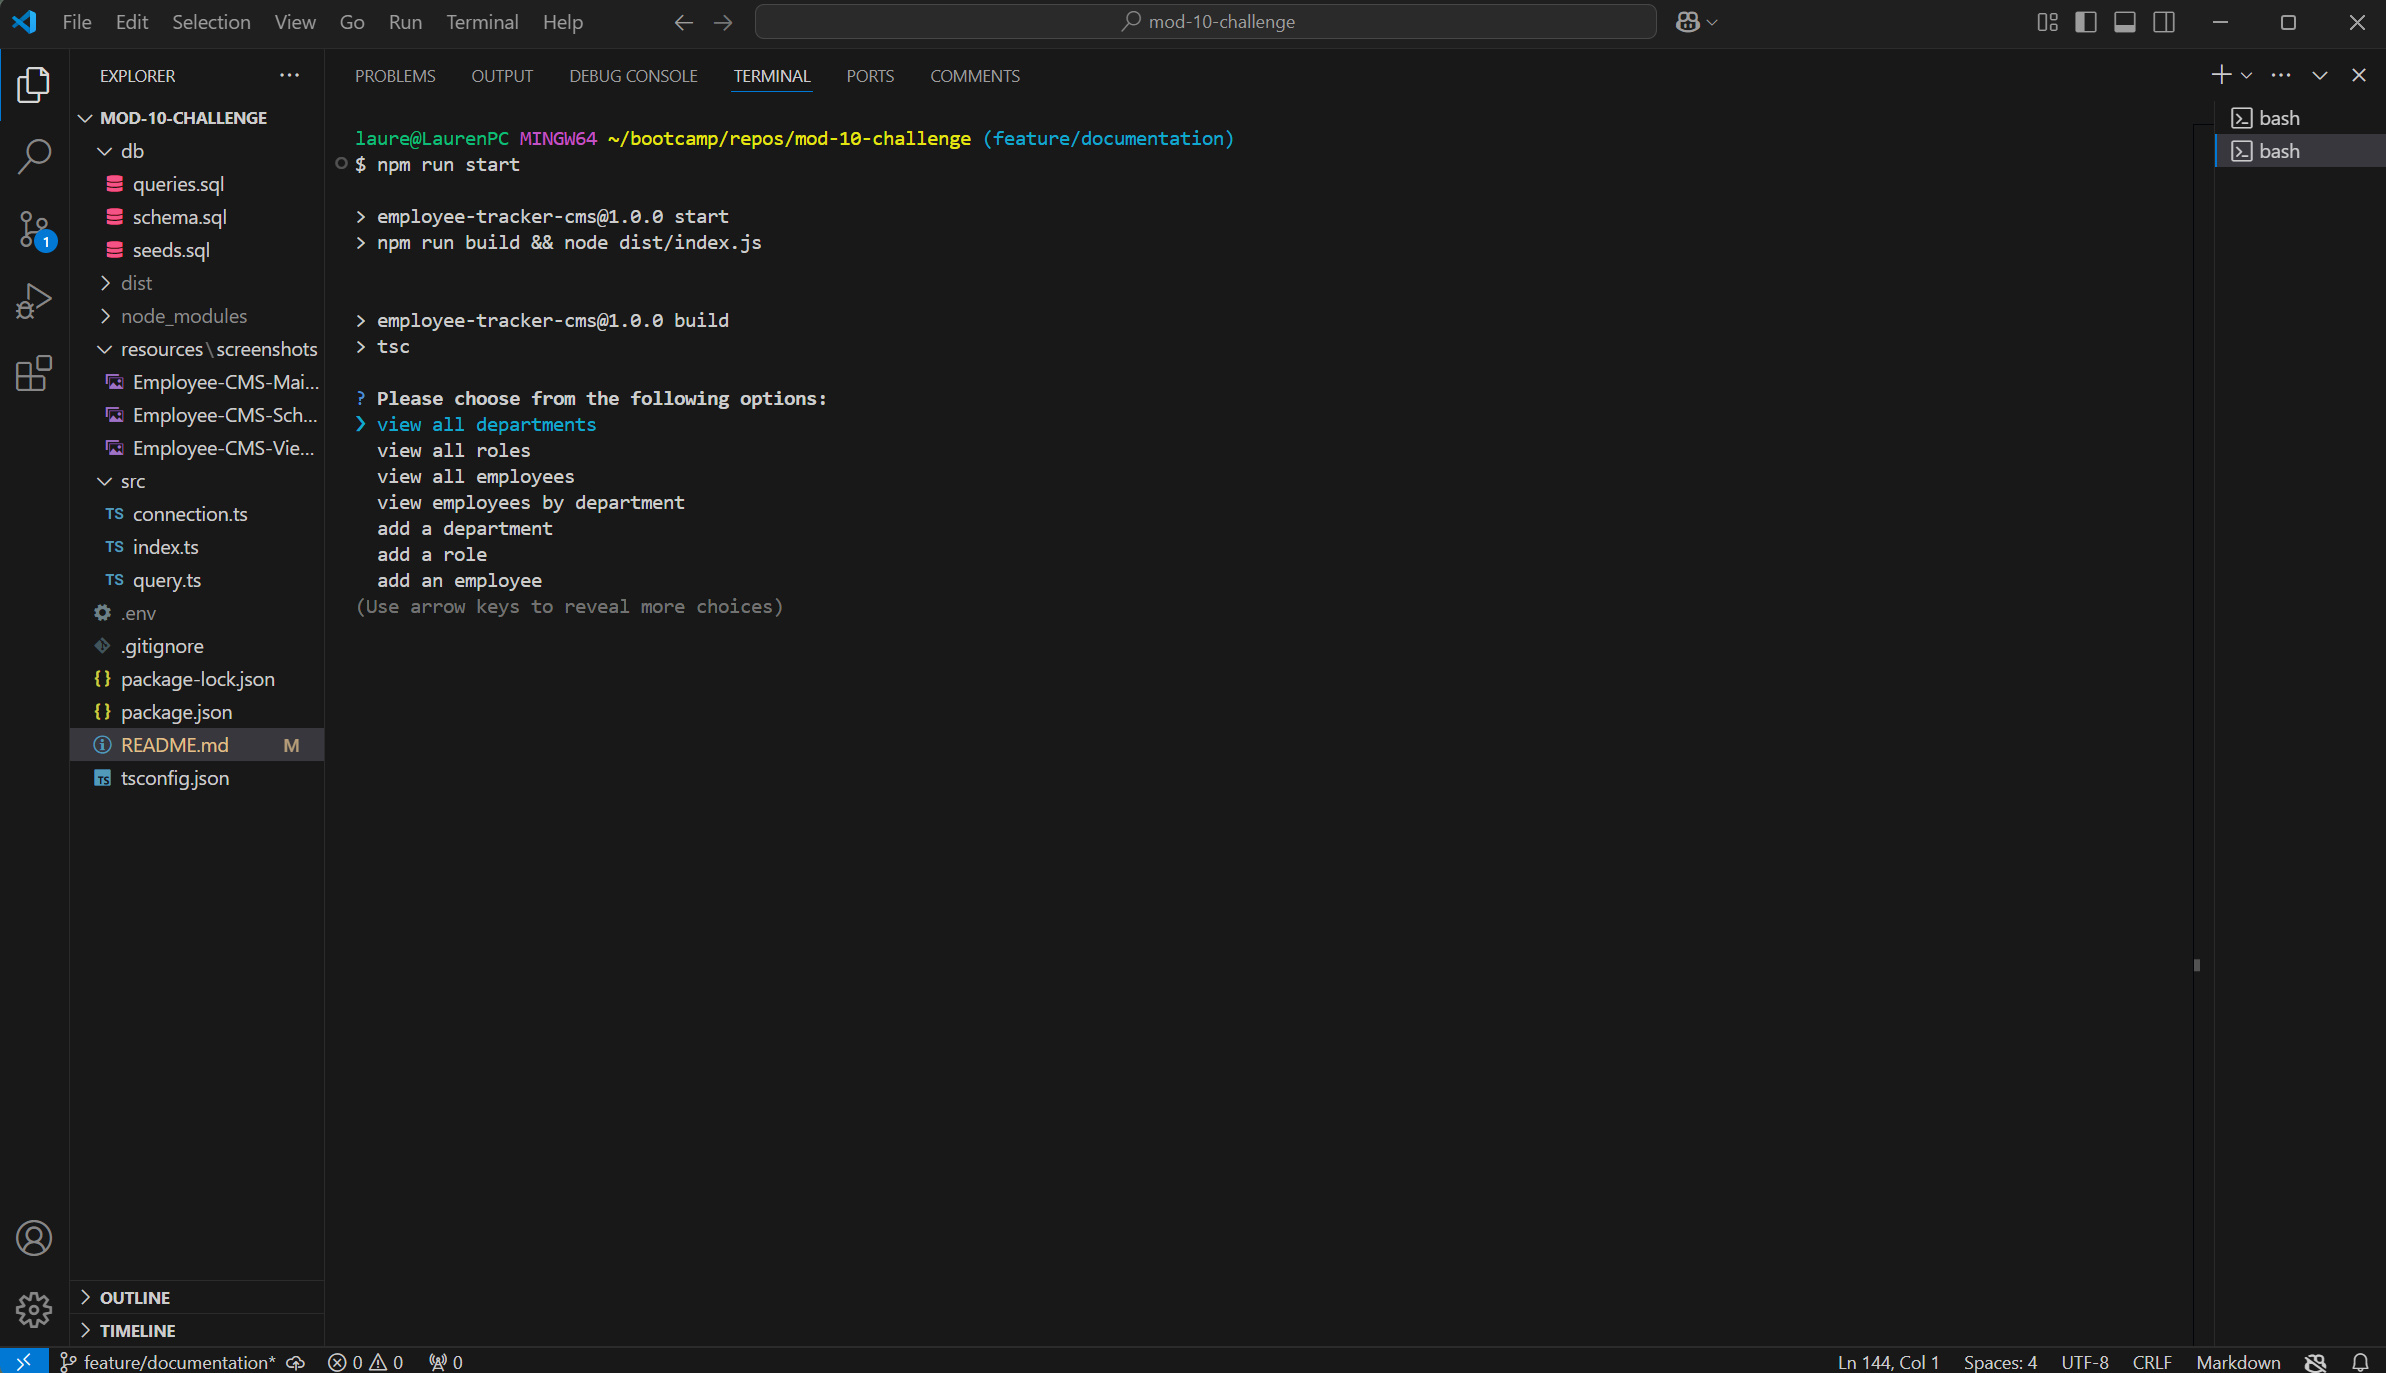 File Edit Selection View Go Run Terminal Help
mod-10-challenge
EXPLORER
MOD-10-CHALLENGE
db
queries.sql
schema.sql
seeds.sql
dist
node_modules
resources\screenshots
Employee-CMS-Mai...
Employee-CMS-Sch...
Employee-CMS-Vie...
src
TS connection.ts
TS index.ts
TS query.ts
.env
.gitignore
{} package-lock.json
{} package.json
README.md M
TS tsconfig.json
OUTLINE
TIMELINE
1
PROBLEMS OUTPUT DEBUG CONSOLE TERMINAL PORTS COMMENTS
laure@LaurenPC MINGW64 ~/bootcamp/repos/mod-10-challenge (feature/documentation)
$ npm run start
> employee-tracker-cms@1.0.0 start
> npm run build && node dist/index.js
> employee-tracker-cms@1.0.0 build
> tsc
? Please choose from the following options:
❯ view all departments
view all roles
view all employees
view employees by department
add a department
add a role
add an employee
(Use arrow keys to reveal more choices)
bash
bash
feature/documentation* 0 0 0
Ln 144, Col 1 Spaces: 4 UTF-8 CRLF Markdown